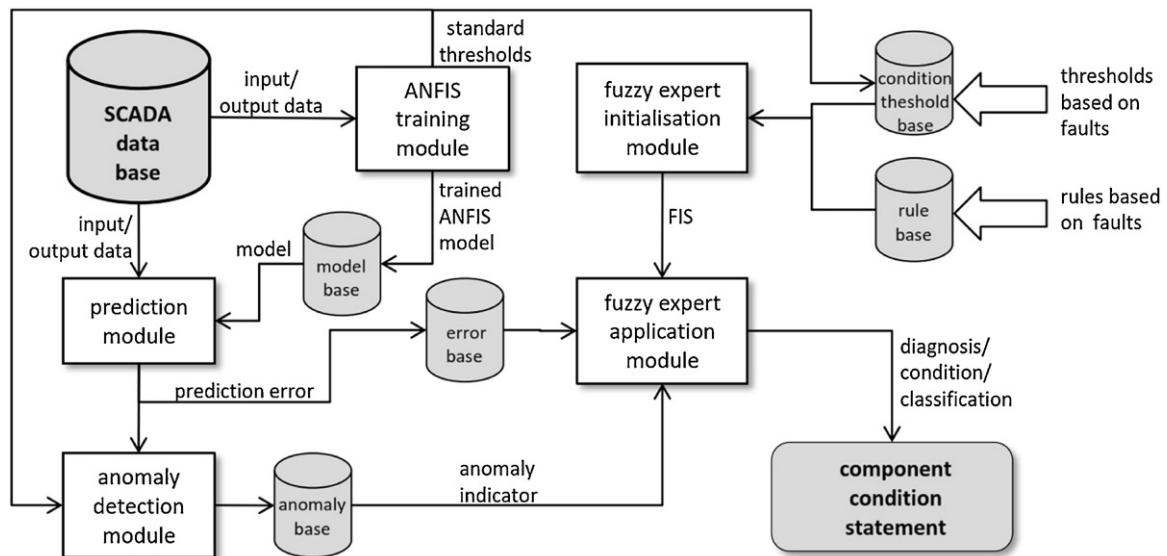 standard
thresholds
SCADA
data
base
input/
output data
ANFIS
training
module
fuzzy expert
initialisation
module
condition
theshold
base
thresholds
based on
faults
trained
ANFIS
model
rule
base
rules based
on faults
input/
output data
model
model
base
FIS
prediction
module
error
base
fuzzy expert
application
module
prediction error
diagnosis/
condition/
classification
anomaly
detection
module
anomaly
base
anomaly
indicator
component
condition
statement